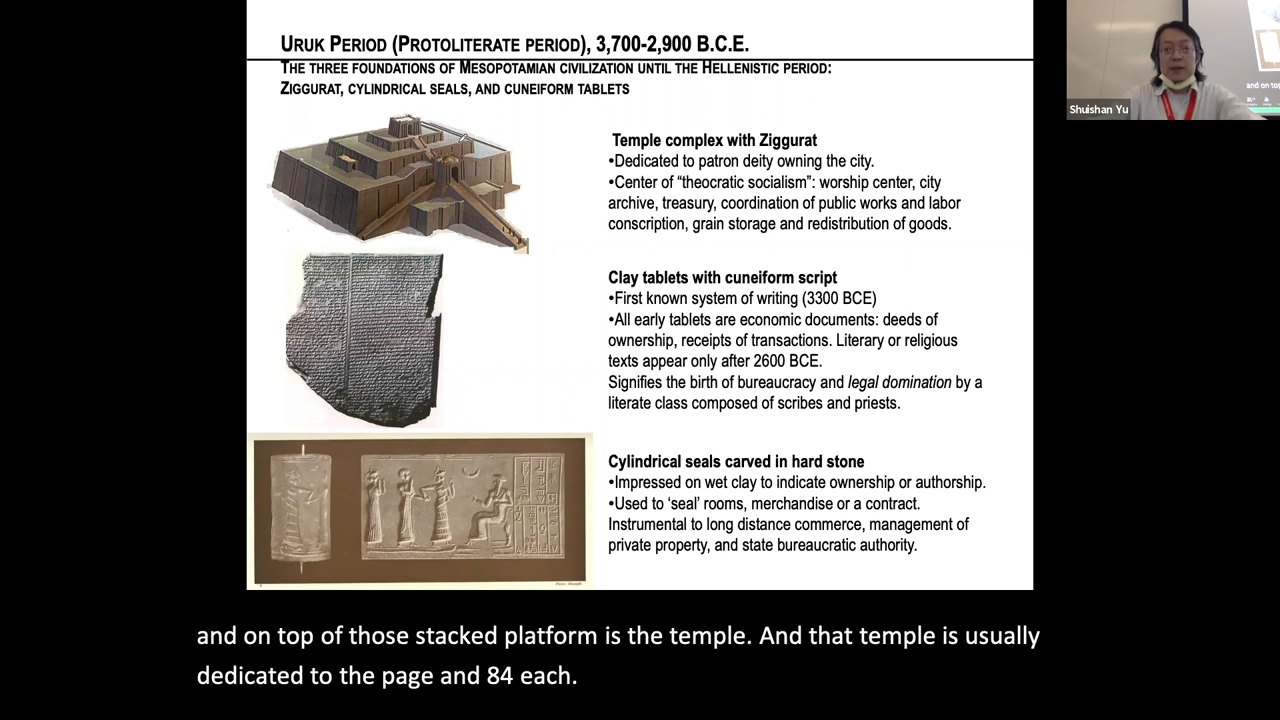 URUK PERIOD (PROTOLITERATE PERIOD), 3,700-2,900 B.C.E.
THE THREE FOUNDATIONS OF MESOPOTAMIAN CIVILIZATION UNTIL THE HELLENISTIC PERIOD:
ZIGGURAT, CYLINDRICAL SEALS, AND CUNEIFORM TABLETS
Temple complex with Ziggurat
•Dedicated to patron deity owning the city.
•Center of “theocratic socialism”: worship center, city
archive, treasury, coordination of public works and labor
conscription, grain storage and redistribution of goods.
Clay tablets with cuneiform script
•First known system of writing (3300 BCE)
•All early tablets are economic documents: deeds of
ownership, receipts of transactions. Literary or religious
texts appear only after 2600 BCE.
Signifies the birth of bureaucracy and legal domination by a
literate class composed of scribes and priests.
Cylindrical seals carved in hard stone
•Impressed on wet clay to indicate ownership or authorship.
•Used to ‘seal’ rooms, merchandise or a contract.
Instrumental to long distance commerce, management of
private property, and state bureaucratic authority.
and on top of those stacked platform is the temple. And that temple is usually
dedicated to the page and 84 each.
Shuishan Yu
and on top